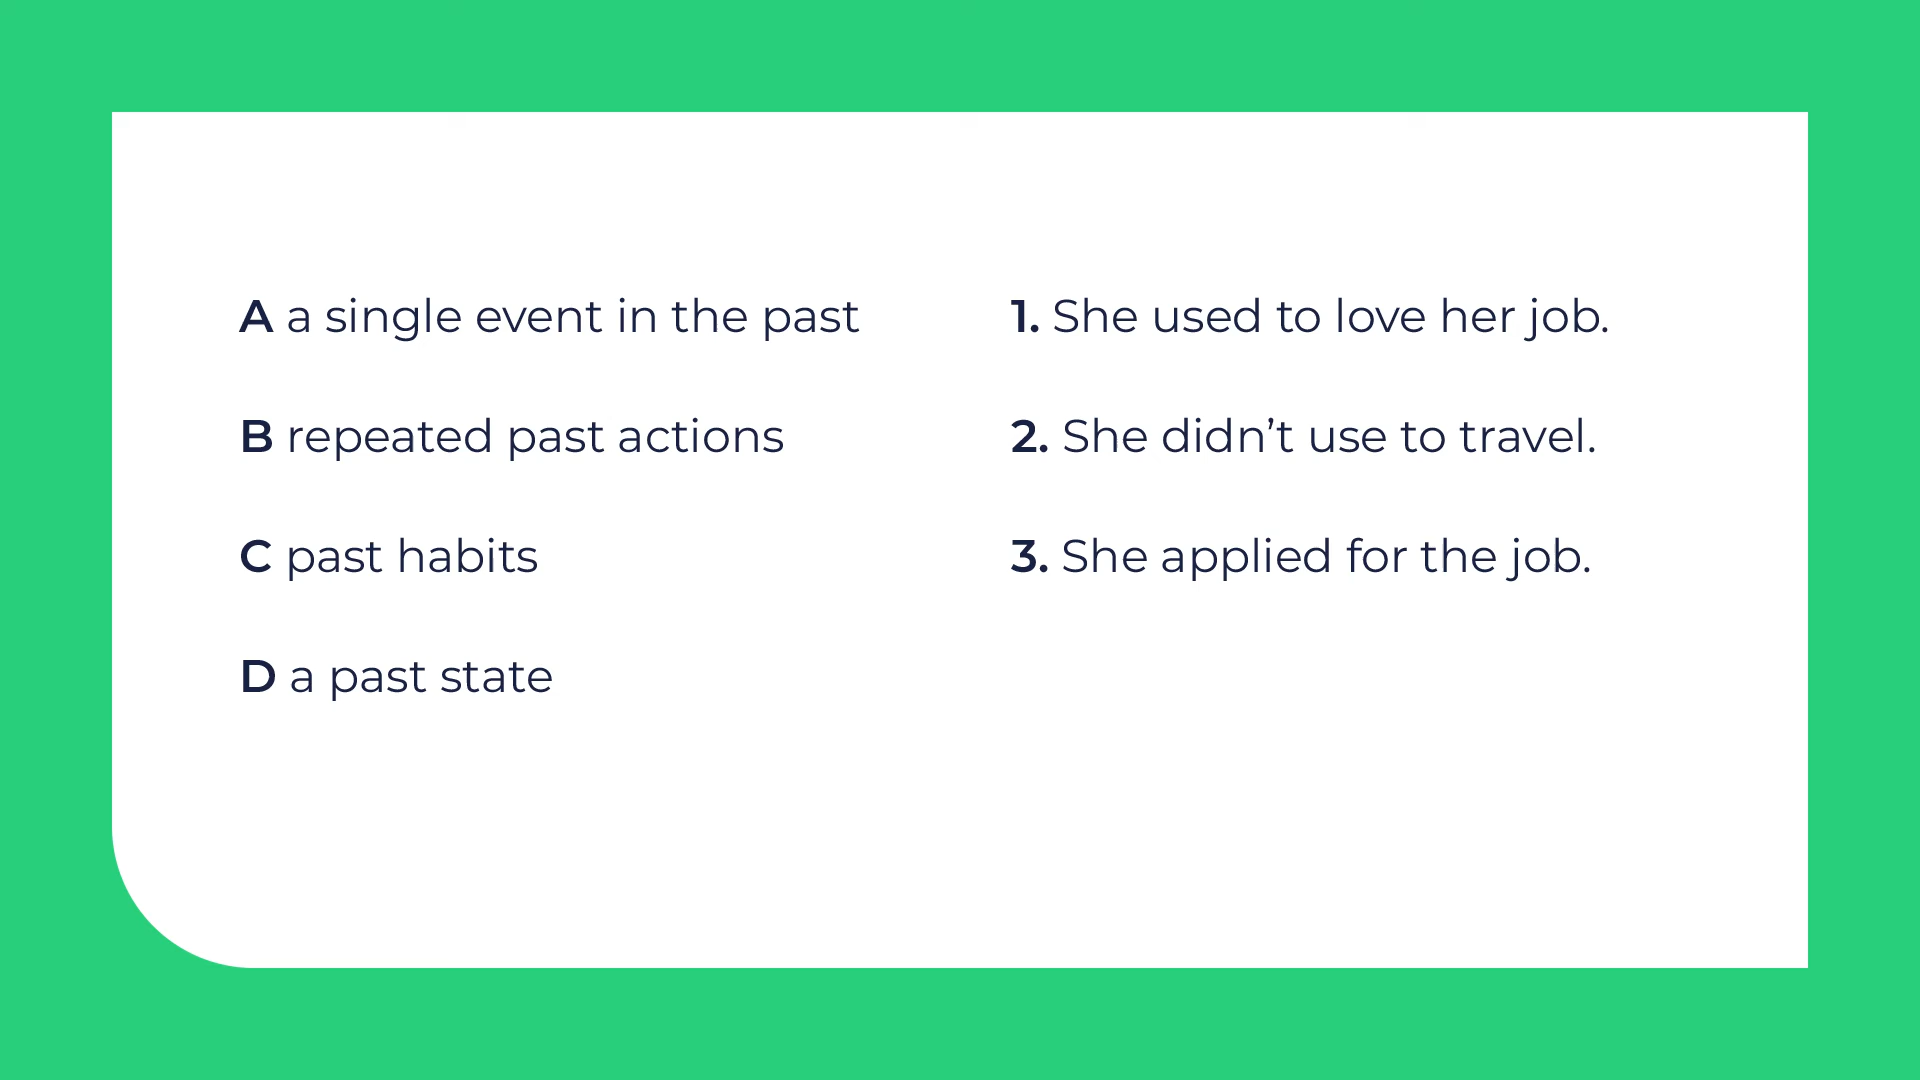 A a single event in the past
B repeated past actions
C past habits
D a past state
1. She used to love her job.
2. She didn’t use to travel.
3. She applied for the job.